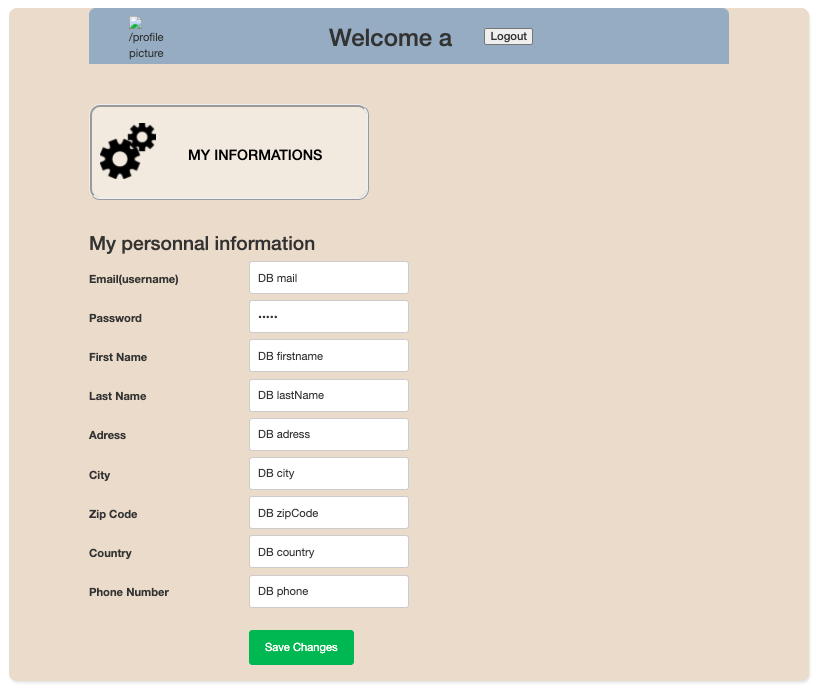 /profile
picture
Welcome a
Logout
MY INFORMATIONS
My personnal information
Email(username) DB mail
Password •••••
First Name DB firstname
Last Name DB lastName
Adress DB adress
City DB city
Zip Code DB zipCode
Country DB country
Phone Number DB phone
Save Changes